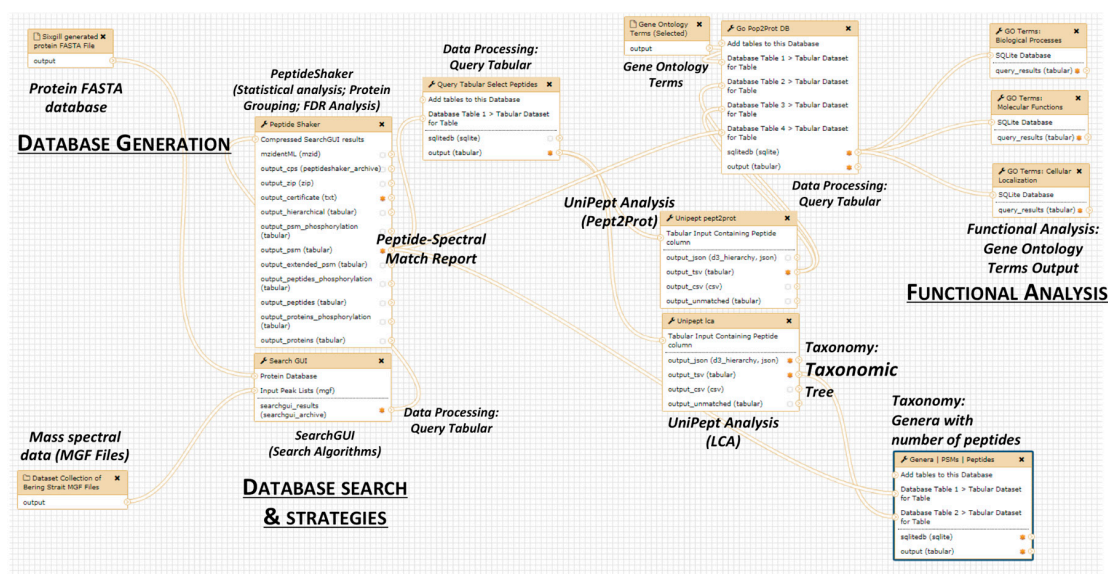 Sixgill generated
protein FASTA File
output
Protein FASTA
database
DATABASE GENERATION
PeptideShaker
(Statistical analysis; Protein
Grouping; FDR Analysis)
Peptide Shaker
Compressed SearchGUI results
mzidentML (mzid)
output_cps (peptideshaker_archive)
output_zip (zip)
output_certificate (txt)
output_hierarchical (tabular)
output_psm_phosphorylation
(tabular)
output_psm (tabular)
output_extended_psm (tabular)
output_peptides_phosphorylation
(tabular)
output_peptides (tabular)
output_proteins_phosphorylation
(tabular)
output_proteins (tabular)
Search GUI
Protein Database
Input Peak Lists (mgf)
searchgui_results
(searchgui_archive)
SearchGUI
(Search Algorithms)
Mass spectral
data (MGF Files)
Dataset Collection of
Bering Strait MGF Files
output
DATABASE SEARCH
& STRATEGIES
Data Processing:
Query Tabular
Query Tabular Select Peptides
Add tables to this Database
Database Table 1 > Tabular Dataset
for Table
sqlitedb (sqlite)
output (tabular)
Peptide-Spectral
Match Report
Data Processing:
Query Tabular
Gene Ontology
Terms (Selected)
output
Gene Ontology
Terms
Go Pop2Prot DB
Add tables to this Database
Database Table 1 > Tabular Dataset
for Table
Database Table 2 > Tabular Dataset
for Table
Database Table 3 > Tabular Dataset
for Table
Database Table 4 > Tabular Dataset
for Table
sqlitedb (sqlite)
output (tabular)
Data Processing:
Query Tabular
UniPept Analysis
(Pept2Prot)
Unipept pept2prot
Tabular Input Containing Peptide
column
output_json (d3_hierarchy, json)
output_tsv (tabular)
output_csv (csv)
output_unmatched (tabular)
Unipept lca
Tabular Input Containing Peptide
column
output_json (d3_hierarchy, json)
output_tsv (tabular)
output_csv (csv)
output_unmatched (tabular)
UniPept Analysis
(LCA)
Taxonomy:
Taxonomic
Tree
GO Terms:
Biological Processes
SQLite Database
query_results (tabular)
GO Terms:
Molecular Functions
SQLite Database
query_results (tabular)
GO Terms: Cellular
Localization
SQLite Database
query_results (tabular)
Functional Analysis:
Gene Ontology
Terms Output
FUNCTIONAL ANALYSIS
Taxonomy:
Genera with
number of peptides
Genera | PSMs | Peptides
Add tables to this Database
Database Table 1 > Tabular Dataset
for Table
Database Table 2 > Tabular Dataset
for Table
sqlitedb (sqlite)
output (tabular)